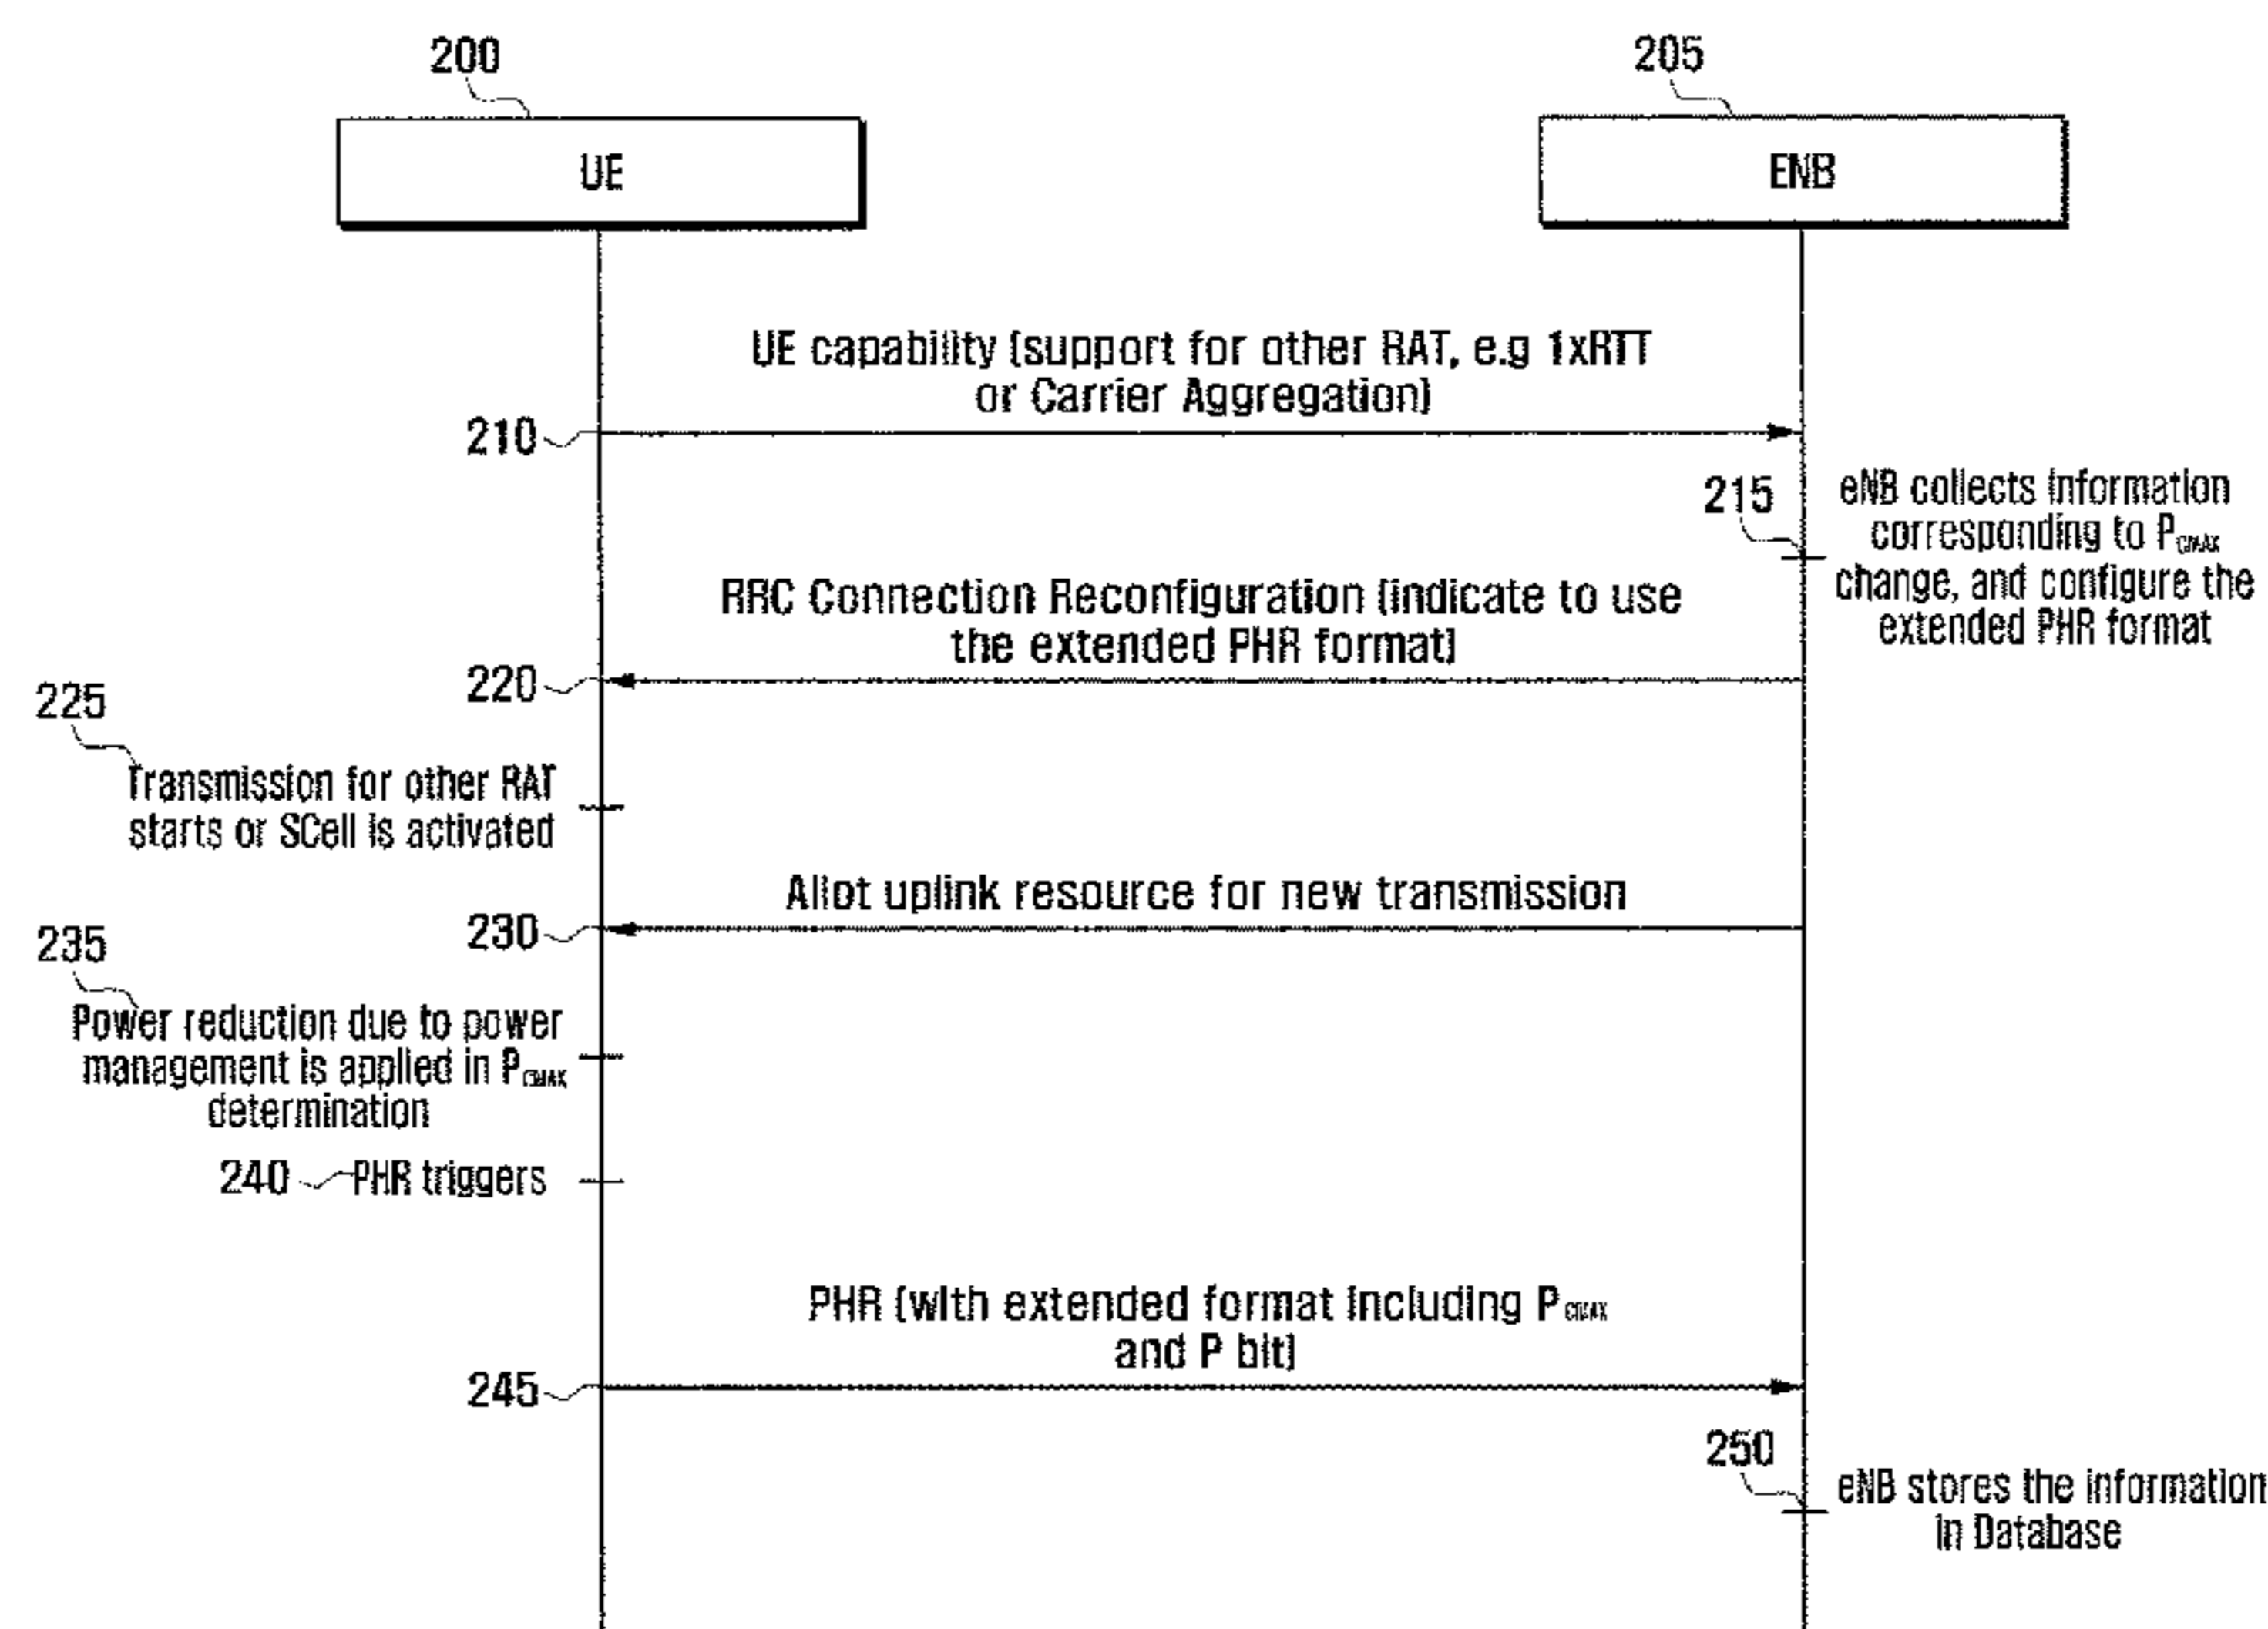 200
205
UE
ENB
UE capability (support for other RAT, e.g 1xRTT
or Carrier Aggregation)
210
215
eNB collects information
corresponding to PCMAX
change, and configure the
extended PHR format
RRC Connection Reconfiguration (indicate to use
the extended PHR format)
220
225
Transmission for other RAT
starts or SCell is activated
Allot uplink resource for new transmission
230
235
Power reduction due to power
management is applied in PCMAX
determination
240
PHR triggers
PHR (with extended format including PCMAX
and P bit)
245
250
eNB stores the information
in Database